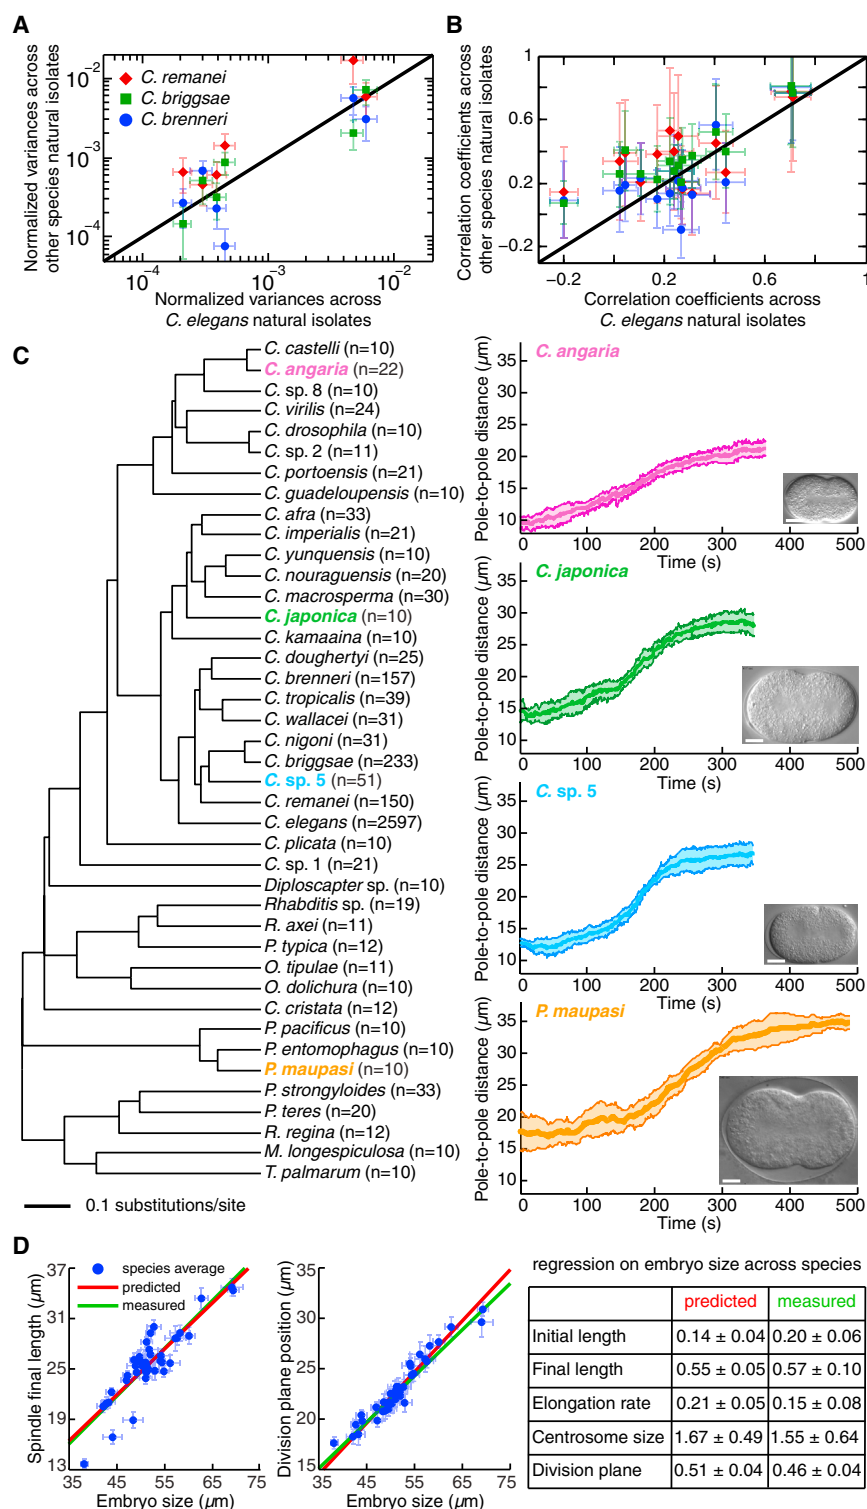 A
Normalized variances across
other species natural isolates
10⁻²
10⁻³
10⁻⁴
C. remanei
C. briggsae
C. brenneri
10⁻⁴
10⁻³
10⁻²
Normalized variances across
C. elegans natural isolates
B
Correlation coefficients across
other species natural isolates
1
0.6
0.2
−0.2
−0.2
0.2
0.6
1
Correlation coefficients across
C. elegans natural isolates
C
C. castelli (n=10)
C. angaria (n=22)
C. sp. 8 (n=10)
C. virilis (n=24)
C. drosophila (n=10)
C. sp. 2 (n=11)
C. portoensis (n=21)
C. guadeloupensis (n=10)
C. afra (n=33)
C. imperialis (n=21)
C. yunquensis (n=10)
C. nouraguensis (n=20)
C. macrosperma (n=30)
C. japonica (n=10)
C. kamaaina (n=10)
C. doughertyi (n=25)
C. brenneri (n=157)
C. tropicalis (n=39)
C. wallacei (n=31)
C. nigoni (n=31)
C. briggsae (n=233)
C. sp. 5 (n=51)
C. remanei (n=150)
C. elegans (n=2597)
C. plicata (n=10)
C. sp. 1 (n=21)
Diploscapter sp. (n=10)
Rhabditis sp. (n=19)
R. axei (n=11)
P. typica (n=12)
O. tipulae (n=11)
O. dolichura (n=10)
C. cristata (n=12)
P. pacificus (n=10)
P. entomophagus (n=10)
P. maupasi (n=10)
P. strongyloides (n=33)
P. teres (n=20)
R. regina (n=12)
M. longespiculosa (n=10)
T. palmarum (n=10)
0.1 substitutions/site
C. angaria
Pole-to-pole distance (µm)
35
30
25
20
15
10
0 100 200 300 400 500
Time (s)
C. japonica
Pole-to-pole distance (µm)
35
30
25
20
15
10
0 100 200 300 400 500
Time (s)
C. sp. 5
Pole-to-pole distance (µm)
35
30
25
20
15
10
0 100 200 300 400 500
Time (s)
P. maupasi
Pole-to-pole distance (µm)
35
30
25
20
15
10
0 100 200 300 400 500
Time (s)
D
Spindle final length (µm)
37
31
25
19
13
species average
predicted
measured
35 45 55 65 75
Embryo size (µm)
Division plane position (µm)
35
30
25
20
15
35 45 55 65 75
Embryo size (µm)
regression on embryo size across species
predicted measured
Initial length 0.14 ± 0.04 0.20 ± 0.06
Final length 0.55 ± 0.05 0.57 ± 0.10
Elongation rate 0.21 ± 0.05 0.15 ± 0.08
Centrosome size 1.67 ± 0.49 1.55 ± 0.64
Division plane 0.51 ± 0.04 0.46 ± 0.04